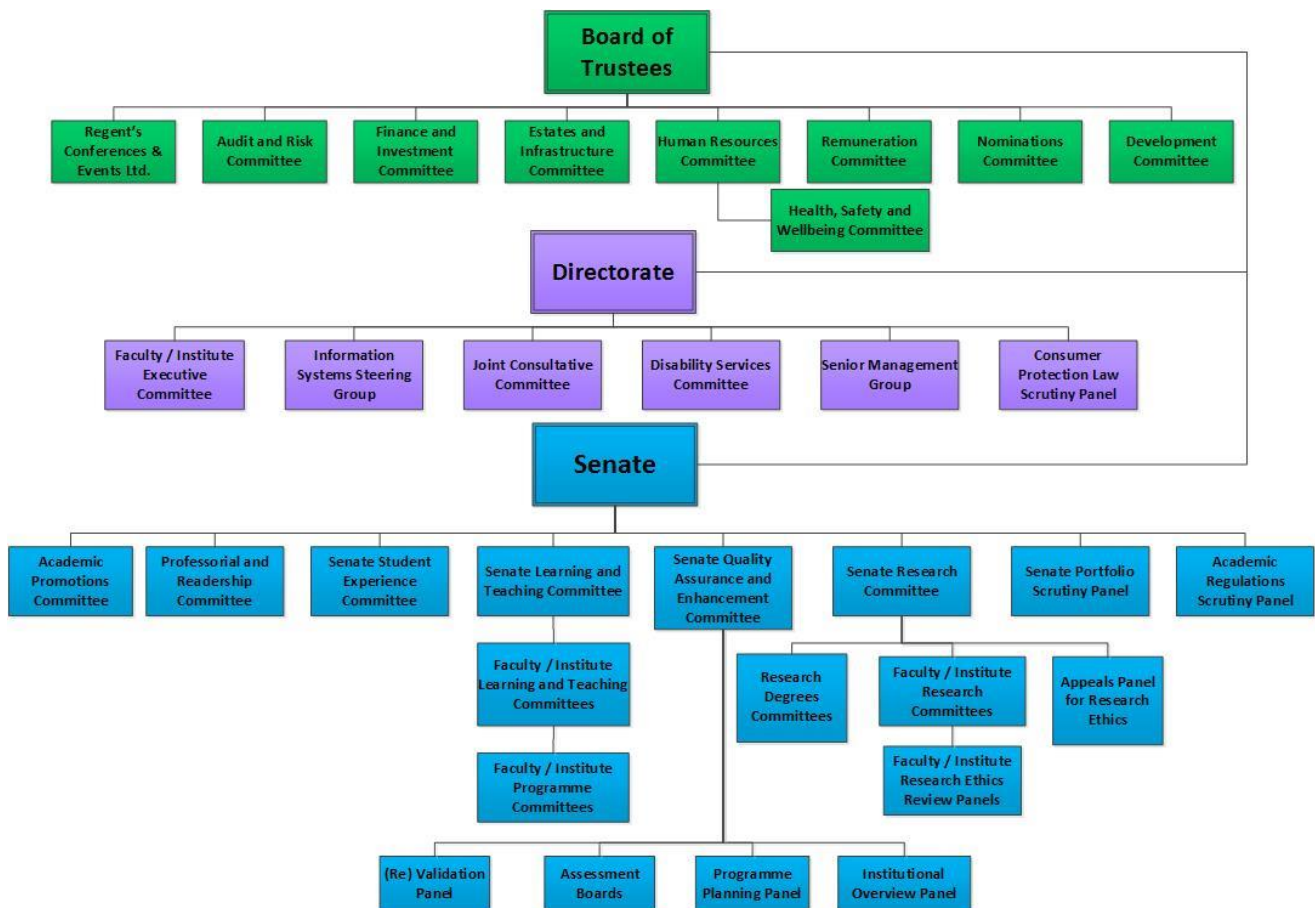 Board of
Trustees
Regent's
Conferences &
Events Ltd.
Audit and Risk
Committee
Finance and
Investment
Committee
Estates and
Infrastructure
Committee
Human Resources
Committee
Remuneration
Committee
Nominations
Committee
Development
Committee
Health, Safety and
Wellbeing Committee
Directorate
Faculty / Institute
Executive
Committee
Information
Systems Steering
Group
Joint Consultative
Committee
Disability Services
Committee
Senior Management
Group
Consumer
Protection Law
Scrutiny Panel
Senate
Academic
Promotions
Committee
Professorial and
Readership
Committee
Senate Student
Experience
Committee
Senate Learning and
Teaching Committee
Senate Quality
Assurance and
Enhancement
Committee
Senate Research
Committee
Senate Portfolio
Scrutiny Panel
Academic
Regulations
Scrutiny Panel
Faculty / Institute
Learning and Teaching
Committees
Research
Degrees
Committees
Faculty / Institute
Research
Committees
Appeals Panel
for Research
Ethics
Faculty / Institute
Programme
Committees
Faculty / Institute
Research Ethics
Review Panels
(Re) Validation
Panel
Assessment
Boards
Programme
Planning Panel
Institutional
Overview Panel